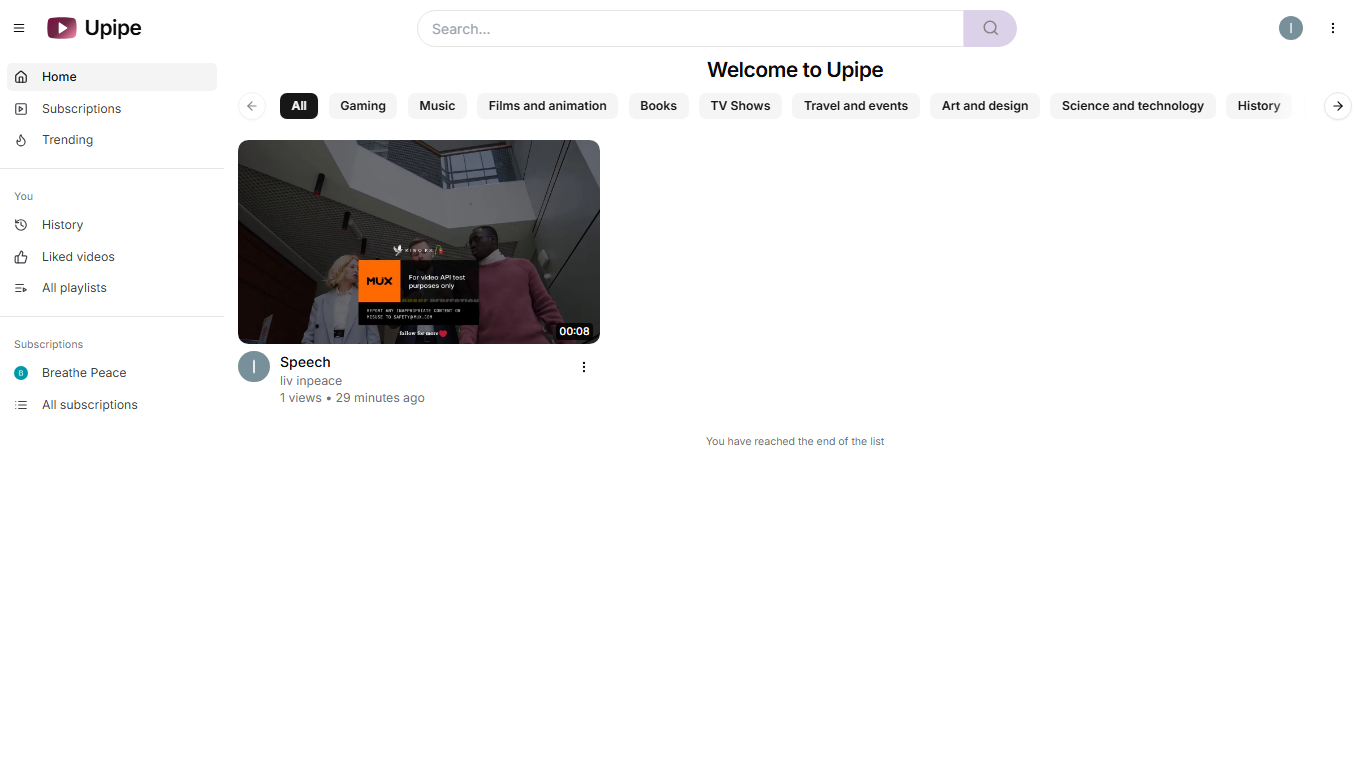 Upipe
Search...
I
Home
Subscriptions
Trending
You
History
Liked videos
All playlists
Subscriptions
B Breathe Peace
All subscriptions
Welcome to Upipe
All Gaming Music Films and animation Books TV Shows Travel and events Art and design Science and technology History
MUX
For video API test
purposes only
REPORT ANY INAPPROPRIATE CONTENT OR
MISUSE TO SAFETY@MUX.COM
follow for more
00:08
I
Speech
liv inpeace
1 views • 29 minutes ago
You have reached the end of the list